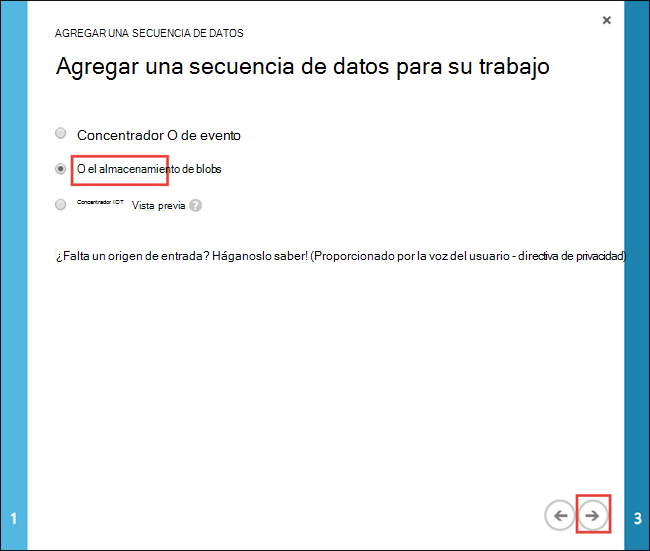 AGREGAR UNA SECUENCIA DE DATOS
Agregar una secuencia de datos para su trabajo
Concentrador O de evento
O el almacenamiento de blobs
Concentrador IOT Vista previa ?
¿Falta un origen de entrada? Háganoslo saber! (Proporcionado por la voz del usuario - directiva de privacidad)
1 3